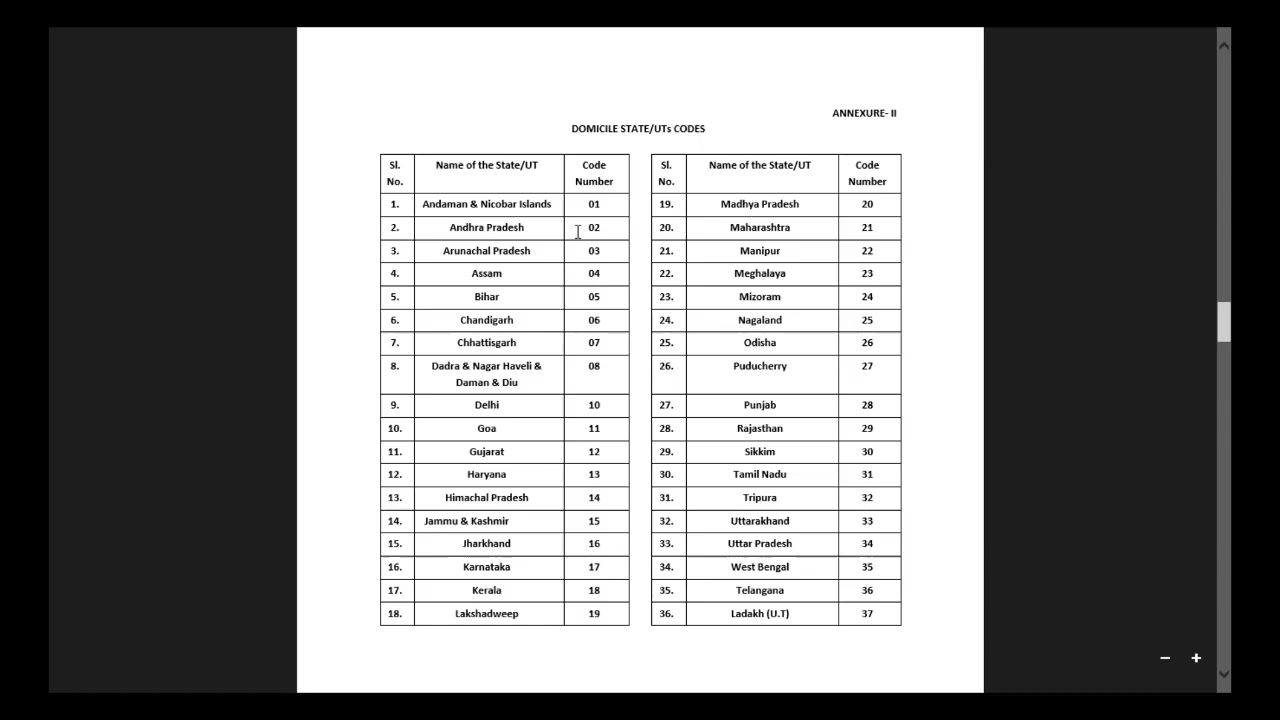 ANNEXURE- II
DOMICILE STATE/UTs CODES
Sl. No. Name of the State/UT Code Number
1. Andaman & Nicobar Islands 01
2. Andhra Pradesh 02
3. Arunachal Pradesh 03
4. Assam 04
5. Bihar 05
6. Chandigarh 06
7. Chhattisgarh 07
8. Dadra & Nagar Haveli & Daman & Diu 08
9. Delhi 10
10. Goa 11
11. Gujarat 12
12. Haryana 13
13. Himachal Pradesh 14
14. Jammu & Kashmir 15
15. Jharkhand 16
16. Karnataka 17
17. Kerala 18
18. Lakshadweep 19
Sl. No. Name of the State/UT Code Number
19. Madhya Pradesh 20
20. Maharashtra 21
21. Manipur 22
22. Meghalaya 23
23. Mizoram 24
24. Nagaland 25
25. Odisha 26
26. Puducherry 27
27. Punjab 28
28. Rajasthan 29
29. Sikkim 30
30. Tamil Nadu 31
31. Tripura 32
32. Uttarakhand 33
33. Uttar Pradesh 34
34. West Bengal 35
35. Telangana 36
36. Ladakh (U.T) 37